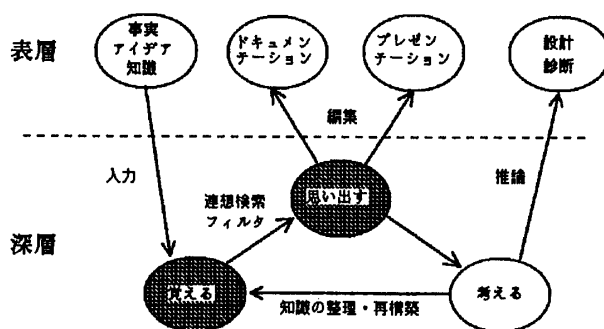 表層
事実
アイデア
知識
ドキュメン
テーション
プレゼン
テーション
設計
診断
編集
入力
連想検索
フィルタ
思い出す
推論
深層
覚える
知識の整理・再構築
考える